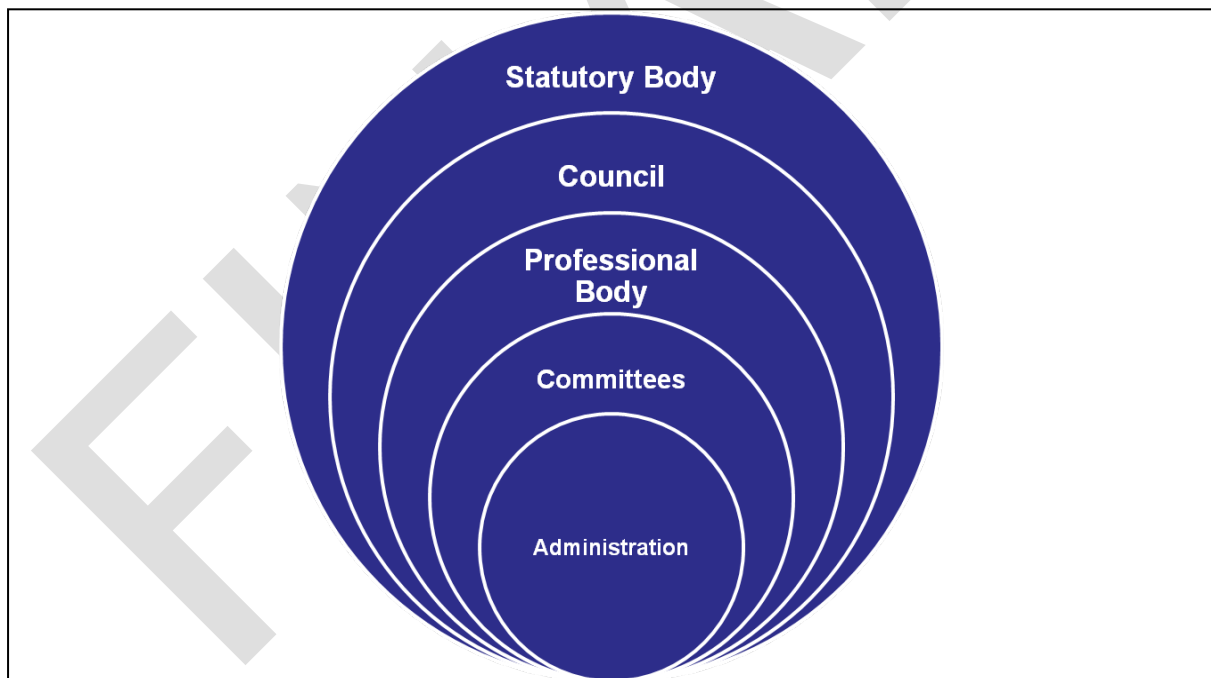 Statutory Body
Council
Professional
Body
Committees
Administration